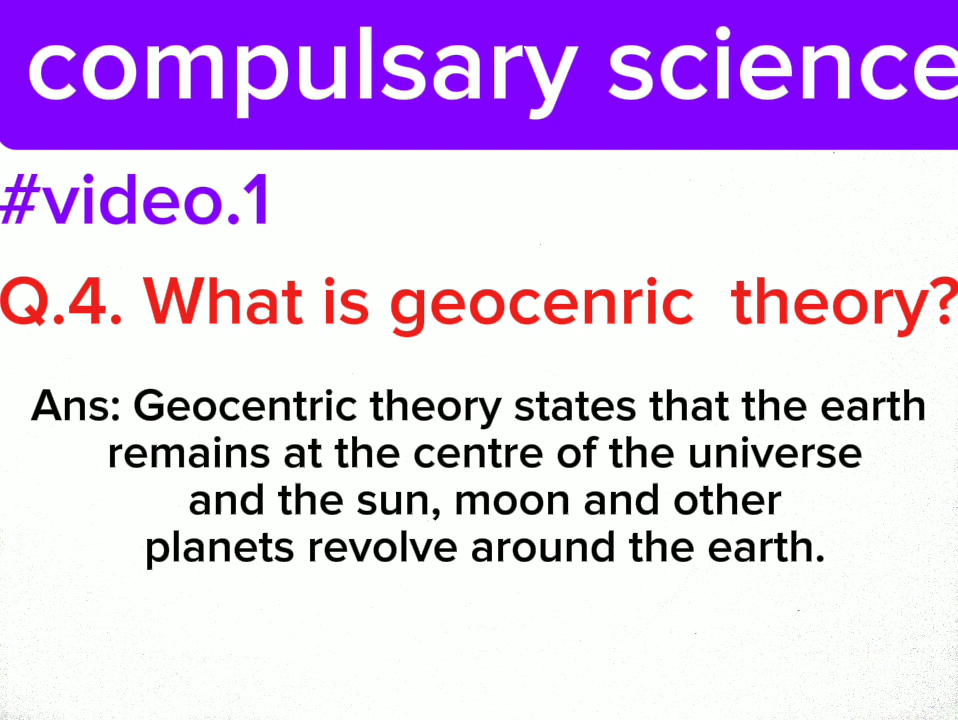 compulsary science
#video.1
Q.4. What is geocenric theory?
Ans: Geocentric theory states that the earth
remains at the centre of the universe
and the sun, moon and other
planets revolve around the earth.